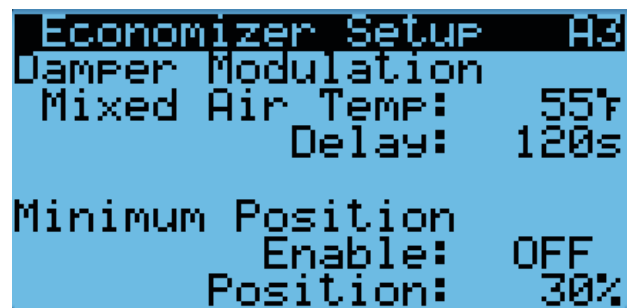 Economizer Setup A3
Damper Modulation
Mixed Air Temp: 55°F
Delay: 120s
Minimum Position
Enable: OFF
Position: 30%